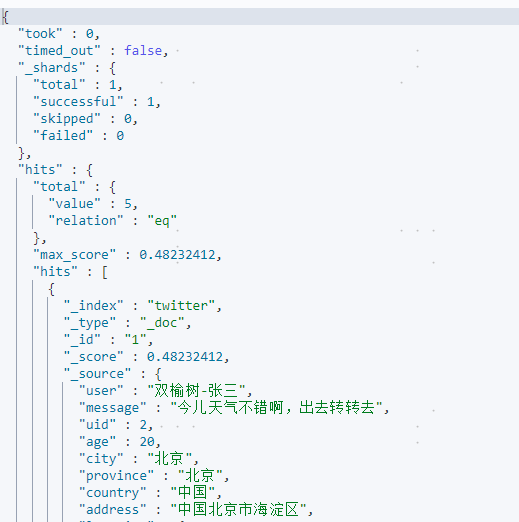 {
"took" : 0,
"timed_out" : false,
"_shards" : {
"total" : 1,
"successful" : 1,
"skipped" : 0,
"failed" : 0
},
"hits" : {
"total" : {
"value" : 5,
"relation" : "eq"
},
"max_score" : 0.48232412,
"hits" : [
{
"_index" : "twitter",
"_type" : "_doc",
"_id" : "1",
"_score" : 0.48232412,
"_source" : {
"user" : "双榆树-张三",
"message" : "今儿天气不错啊，出去转转去",
"uid" : 2,
"age" : 20,
"city" : "北京",
"province" : "北京",
"country" : "中国",
"address" : "中国北京市海淀区",